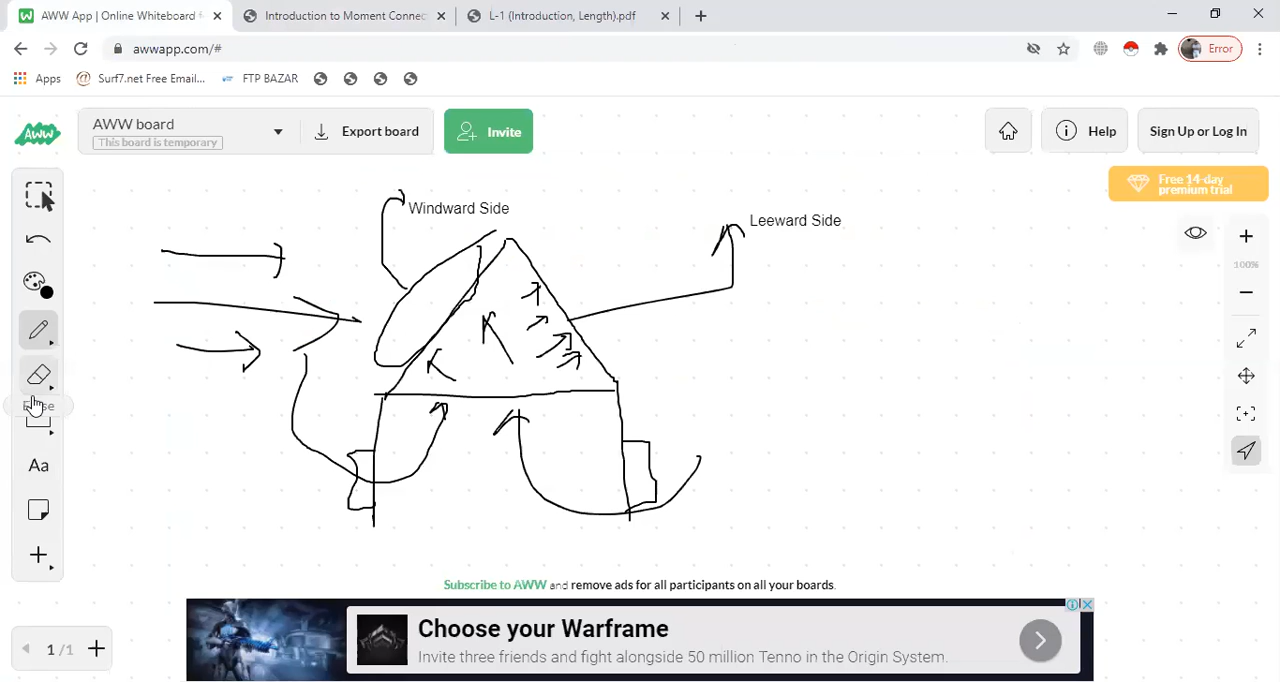 AWW App | Online Whiteboard for
Introduction to Moment Connec
L-1 (Introduction, Length).pdf
awwapp.com/#
Error
Apps
Surf7.net Free Email...
FTP BAZAR
AWW
AWW board
This board is temporary
Export board
Invite
Help
Sign Up or Log In
Free 14-day
premium trial
Windward Side
Leeward Side
100%
Aa
Subscribe to AWW and remove ads for all participants on all your boards.
1 /1
Choose your Warframe
Invite three friends and fight alongside 50 million Tenno in the Origin System.